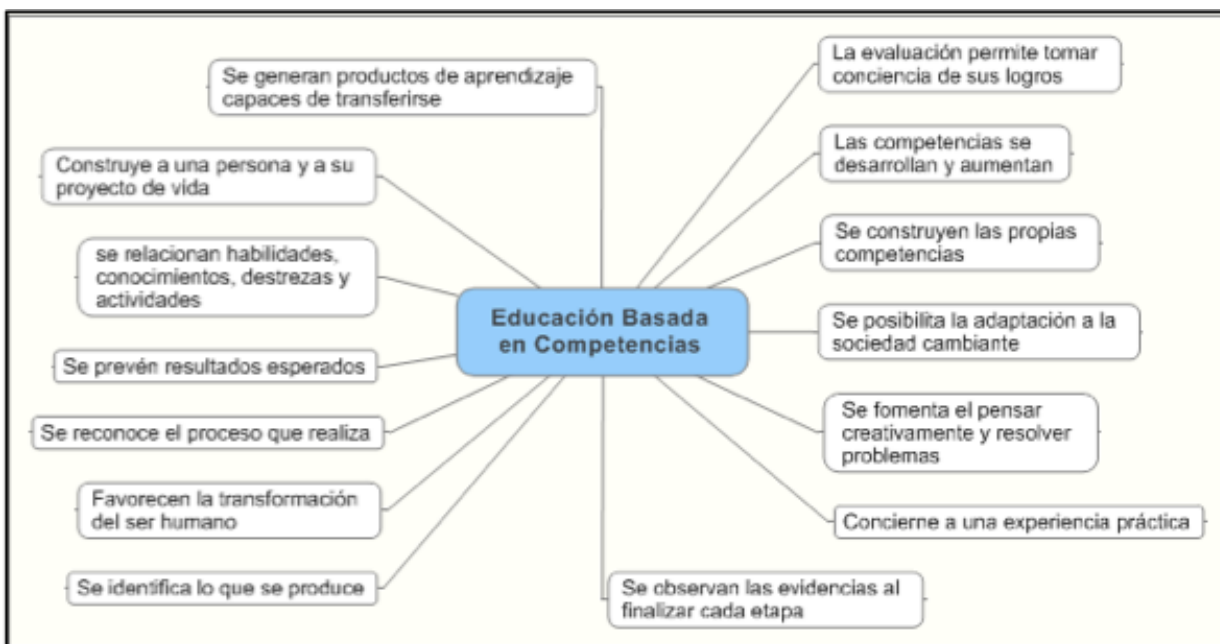 Se generan productos de aprendizaje
capaces de transferirse
Construye a una persona y a su
proyecto de vida
se relacionan habilidades,
conocimientos, destrezas y
actividades
Se prevén resultados esperados
Se reconoce el proceso que realiza
Favorecen la transformación
del ser humano
Se identifica lo que se produce
Educación Basada
en Competencias
La evaluación permite tomar
conciencia de sus logros
Las competencias se
desarrollan y aumentan
Se construyen las propias
competencias
Se posibilita la adaptación a la
sociedad cambiante
Se fomenta el pensar
creativamente y resolver
problemas
Concierne a una experiencia práctica
Se observan las evidencias al
finalizar cada etapa